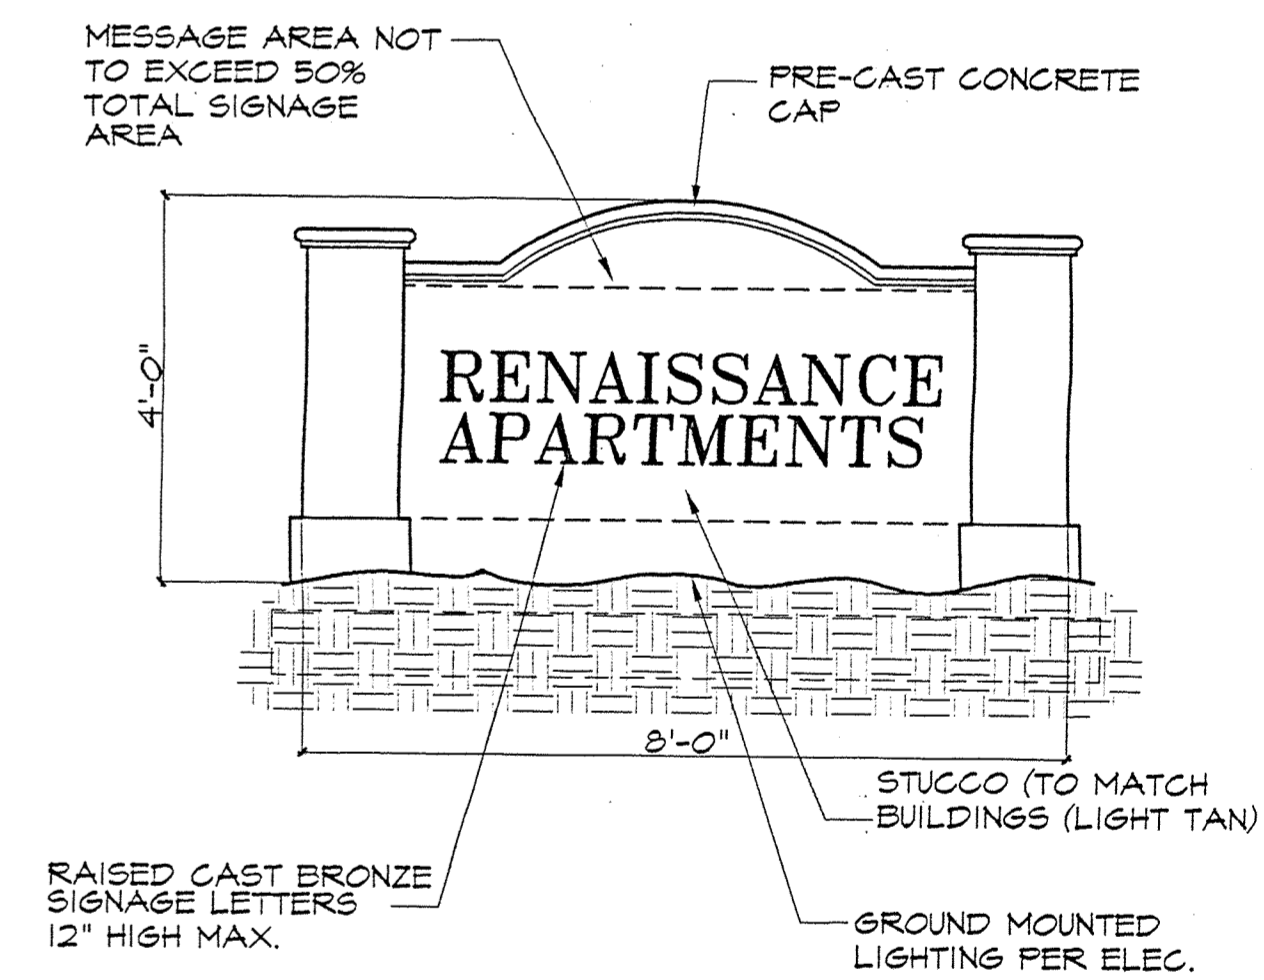 MESSAGE AREA NOT
TO EXCEED 50%
TOTAL SIGNAGE
AREA
PRE-CAST CONCRETE
CAP
4'-0"
RENAISSANCE
APARTMENTS
8'-0"
STUCCO (TO MATCH
BUILDINGS (LIGHT TAN)
RAISED CAST BRONZE
SIGNAGE LETTERS
12" HIGH MAX.
GROUND MOUNTED
LIGHTING PER ELEC.